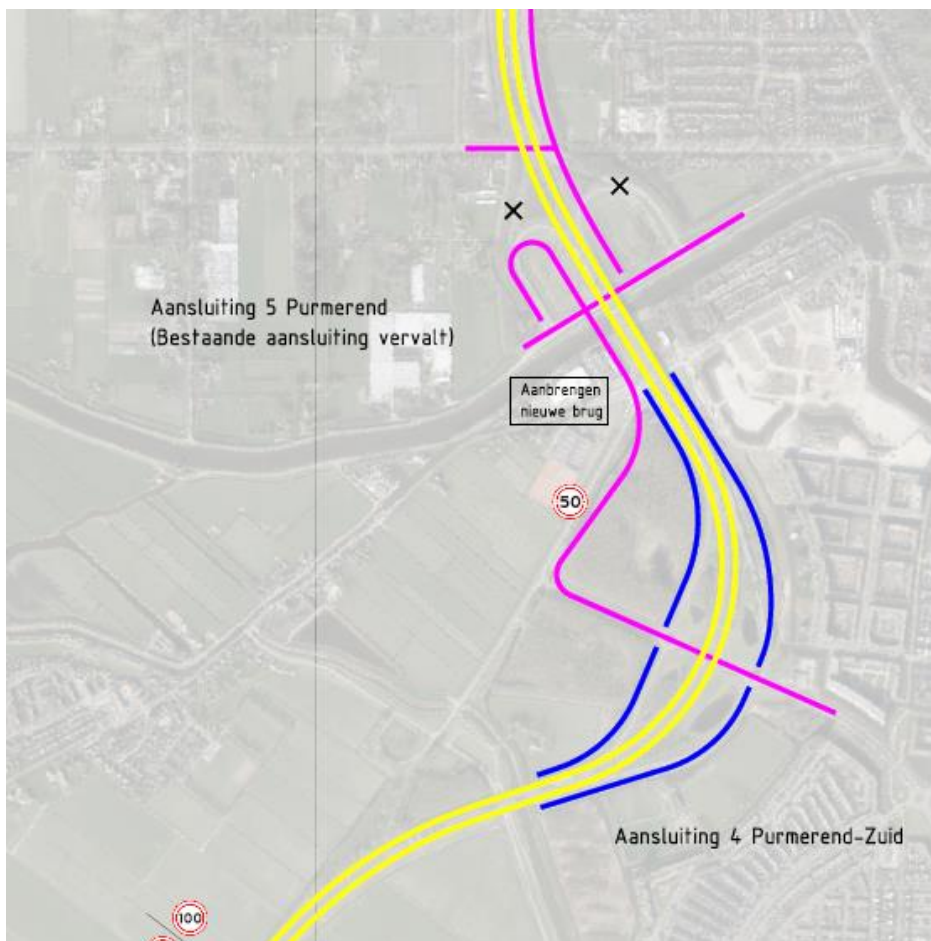 Aansluiting 5 Purmerend
(Bestaande aansluiting vervalt)
Aanbrengen
nieuwe brug
50
Aansluiting 4 Purmerend-Zuid
100